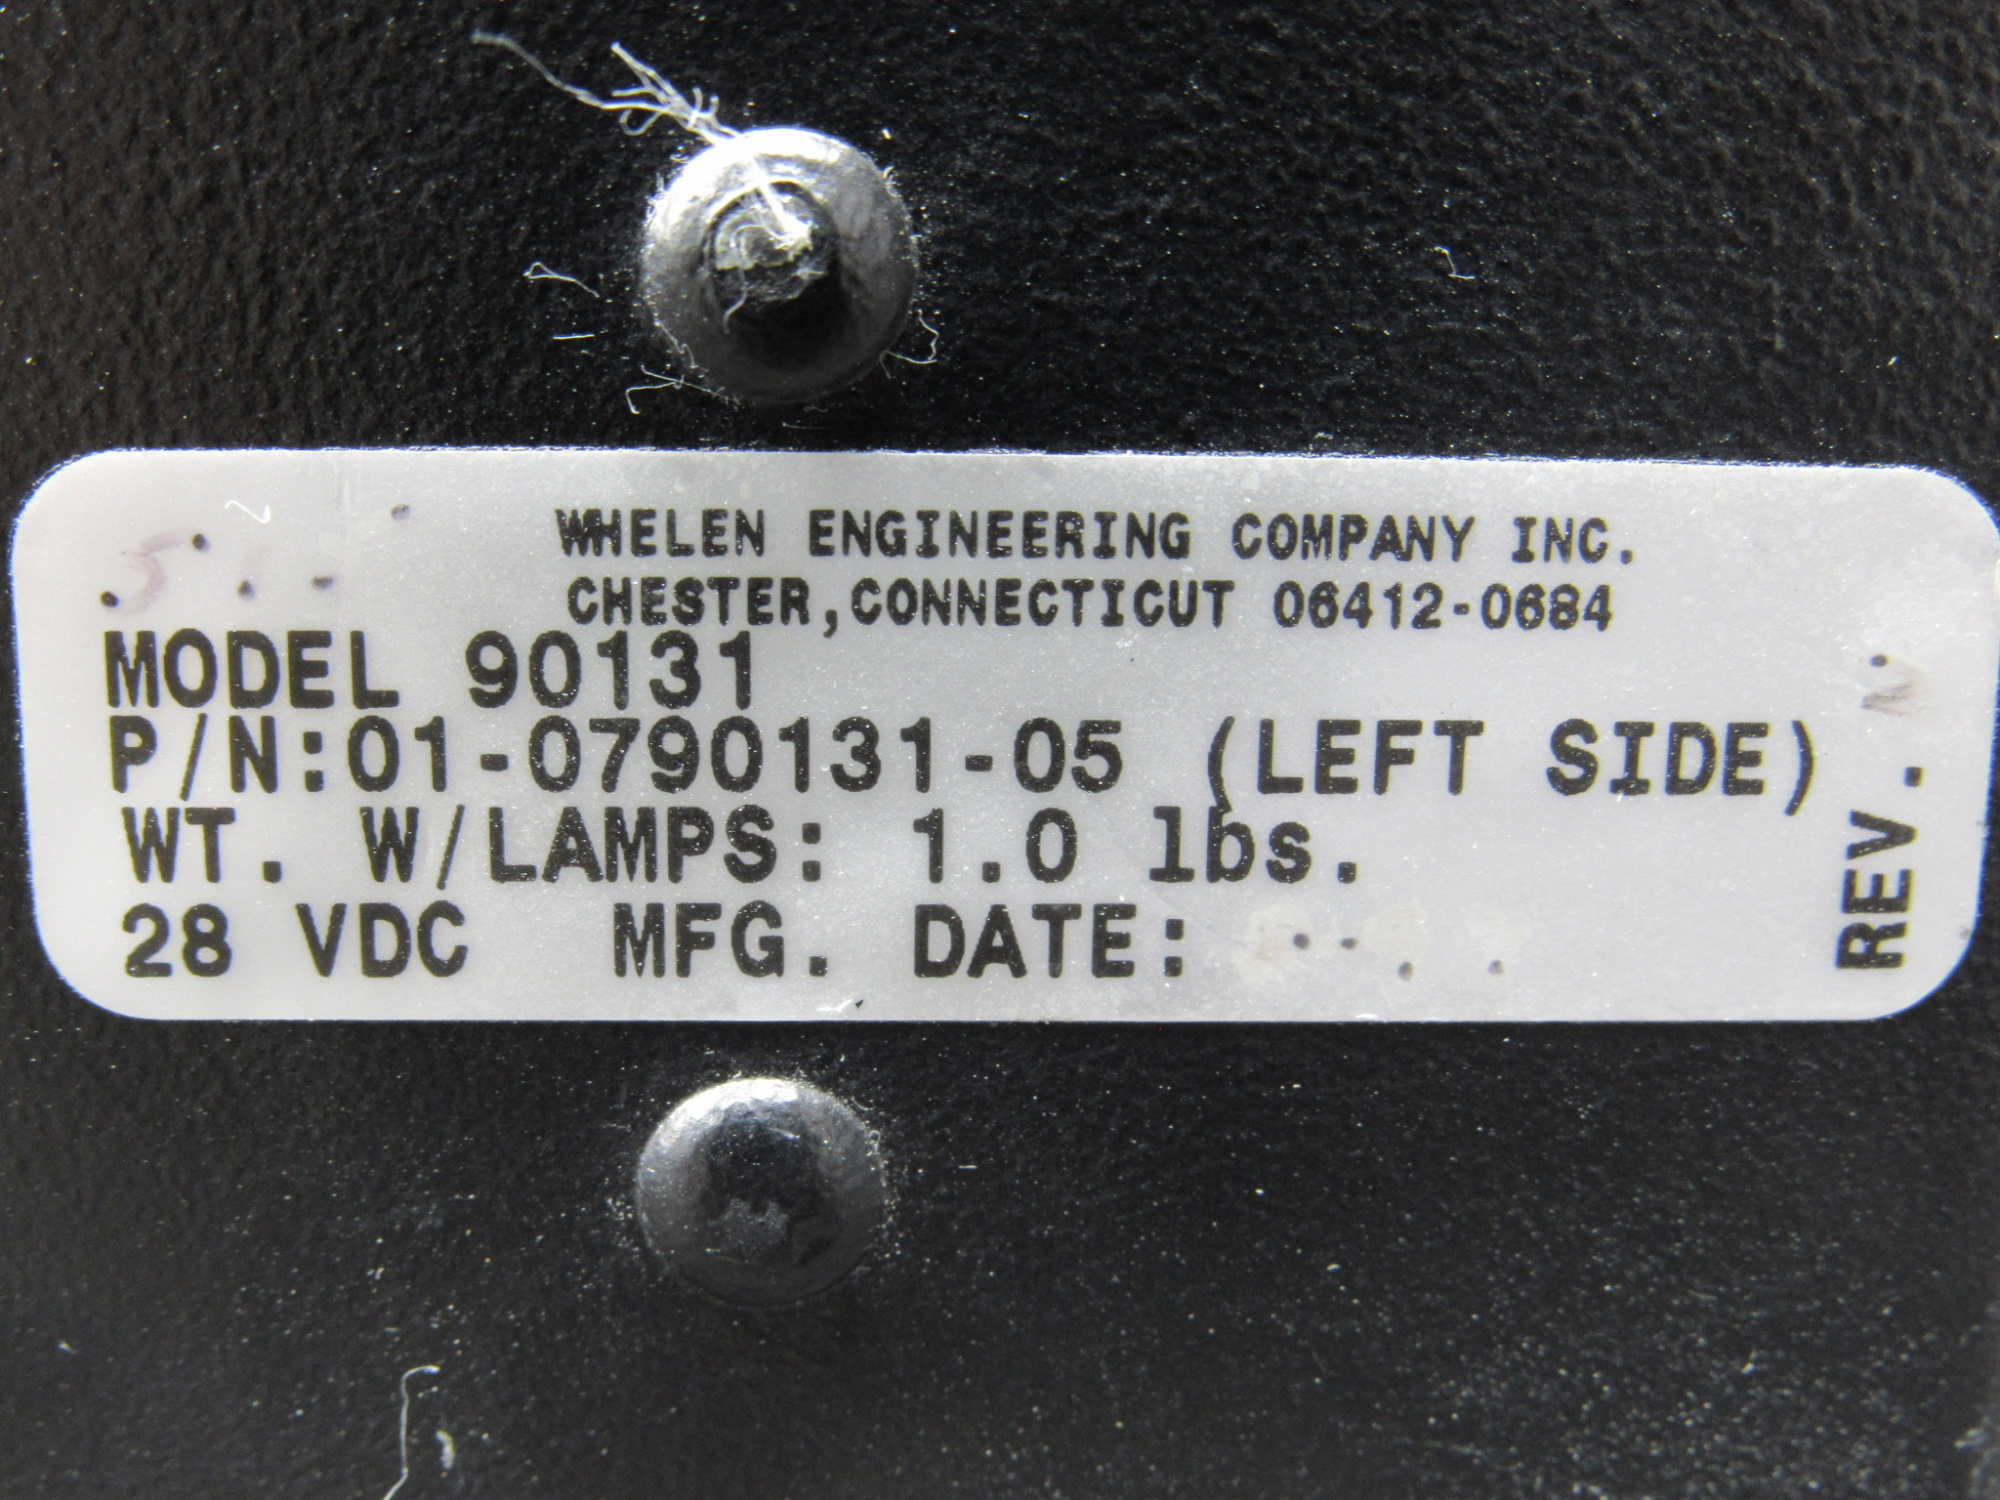 WHELEN ENGINEERING COMPANY INC.
CHESTER,CONNECTICUT 06412-0684
MODEL 90131
P/N:01-0790131-05 (LEFT SIDE)
WT. W/LAMPS: 1.0 lbs.
28 VDC MFG. DATE:
REV.